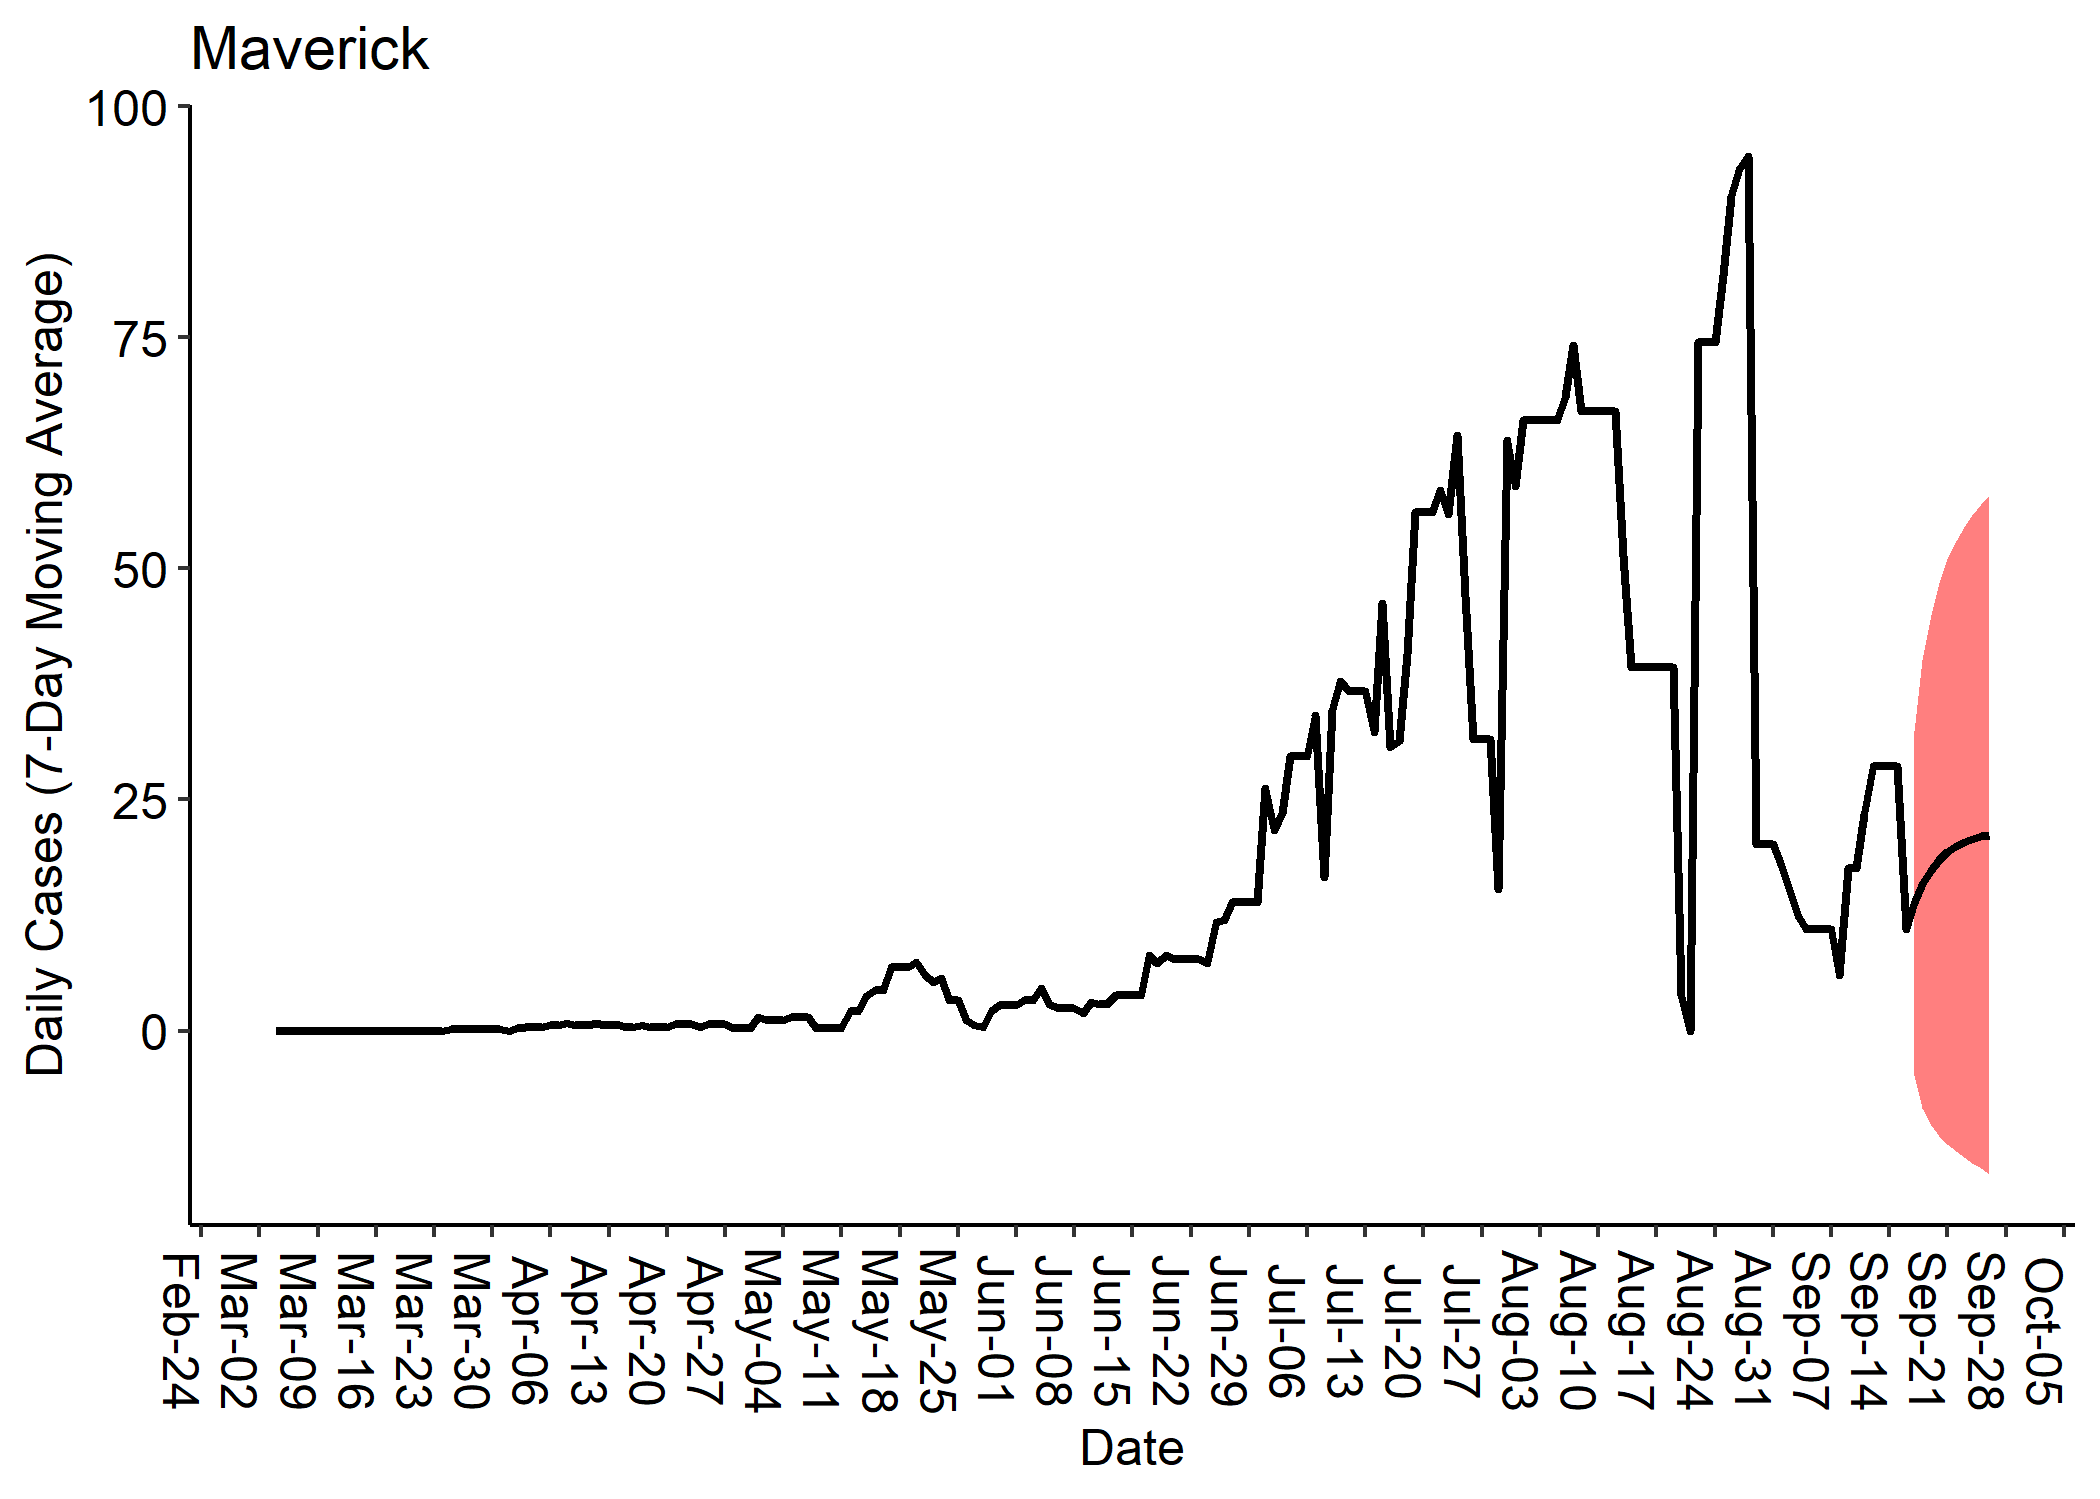 Maverick
100
75
50
25
0
Daily Cases (7-Day Moving Average)
Feb-24
Mar-02
Mar-09
Mar-16
Mar-23
Mar-30
Apr-06
Apr-13
Apr-20
Apr-27
May-04
May-11
May-18
May-25
Jun-01
Jun-08
Jun-15
Jun-22
Jun-29
Jul-06
Jul-13
Jul-20
Jul-27
Aug-03
Aug-10
Aug-17
Aug-24
Aug-31
Sep-07
Sep-14
Sep-21
Sep-28
Oct-05
Date